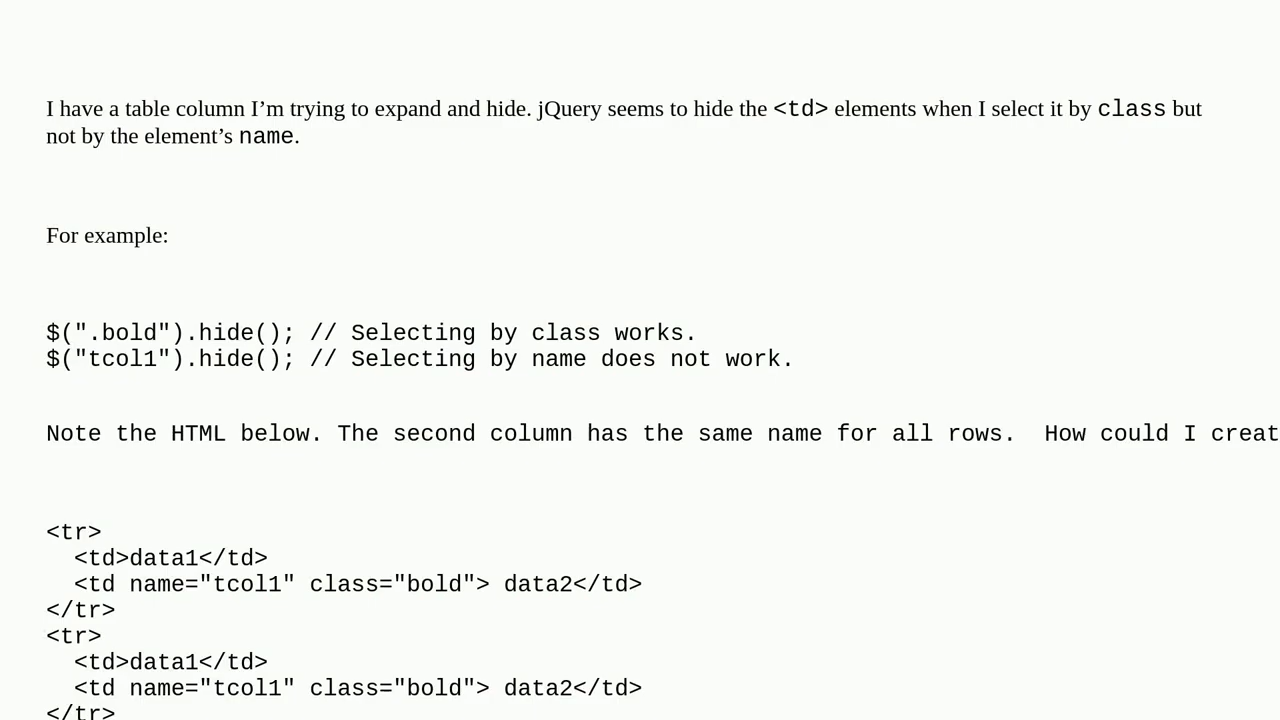 I have a table column I’m trying to expand and hide. jQuery seems to hide the <td> elements when I select it by class but
not by the element’s name.
For example:
$(".bold").hide(); // Selecting by class works.
$("tcol1").hide(); // Selecting by name does not work.
Note the HTML below. The second column has the same name for all rows.  How could I creat
<tr>
  <td>data1</td>
  <td name="tcol1" class="bold"> data2</td>
</tr>
<tr>
  <td>data1</td>
  <td name="tcol1" class="bold"> data2</td>
</tr>